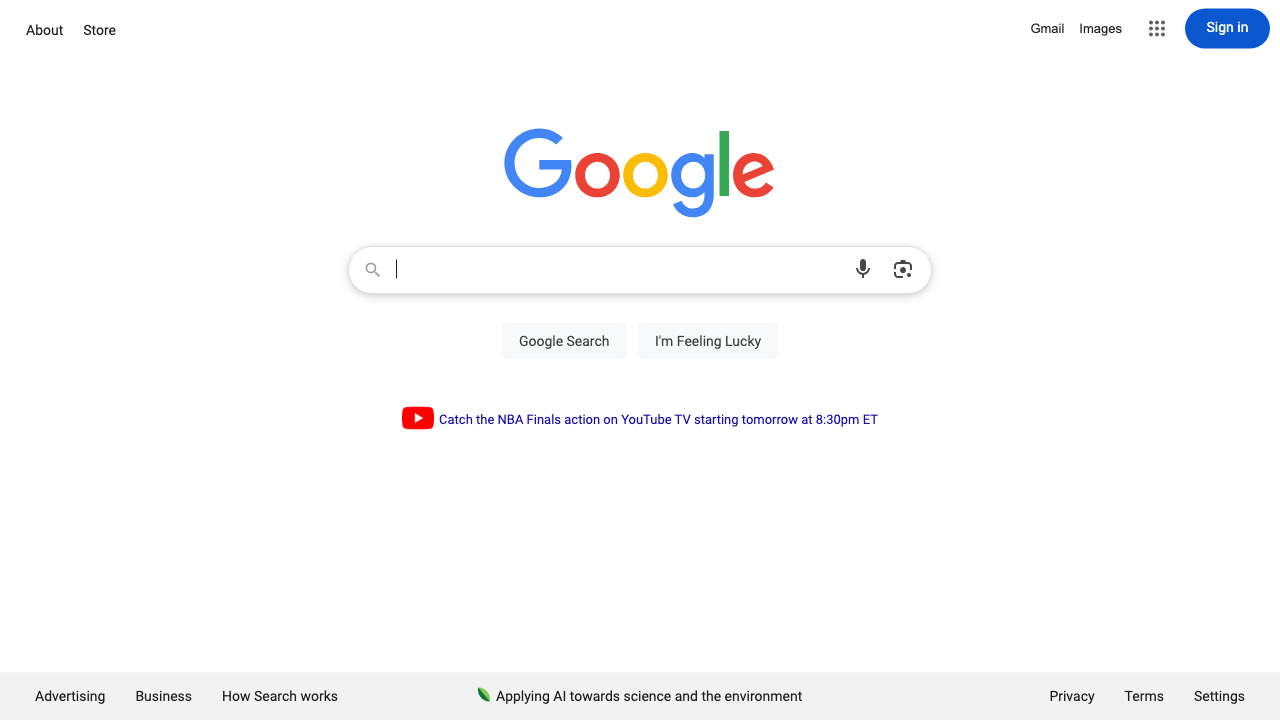 About Store
Gmail Images Sign in
Google
Google Search I'm Feeling Lucky
Catch the NBA Finals action on YouTube TV starting tomorrow at 8:30pm ET
Advertising Business How Search works
Applying AI towards science and the environment
Privacy Terms Settings